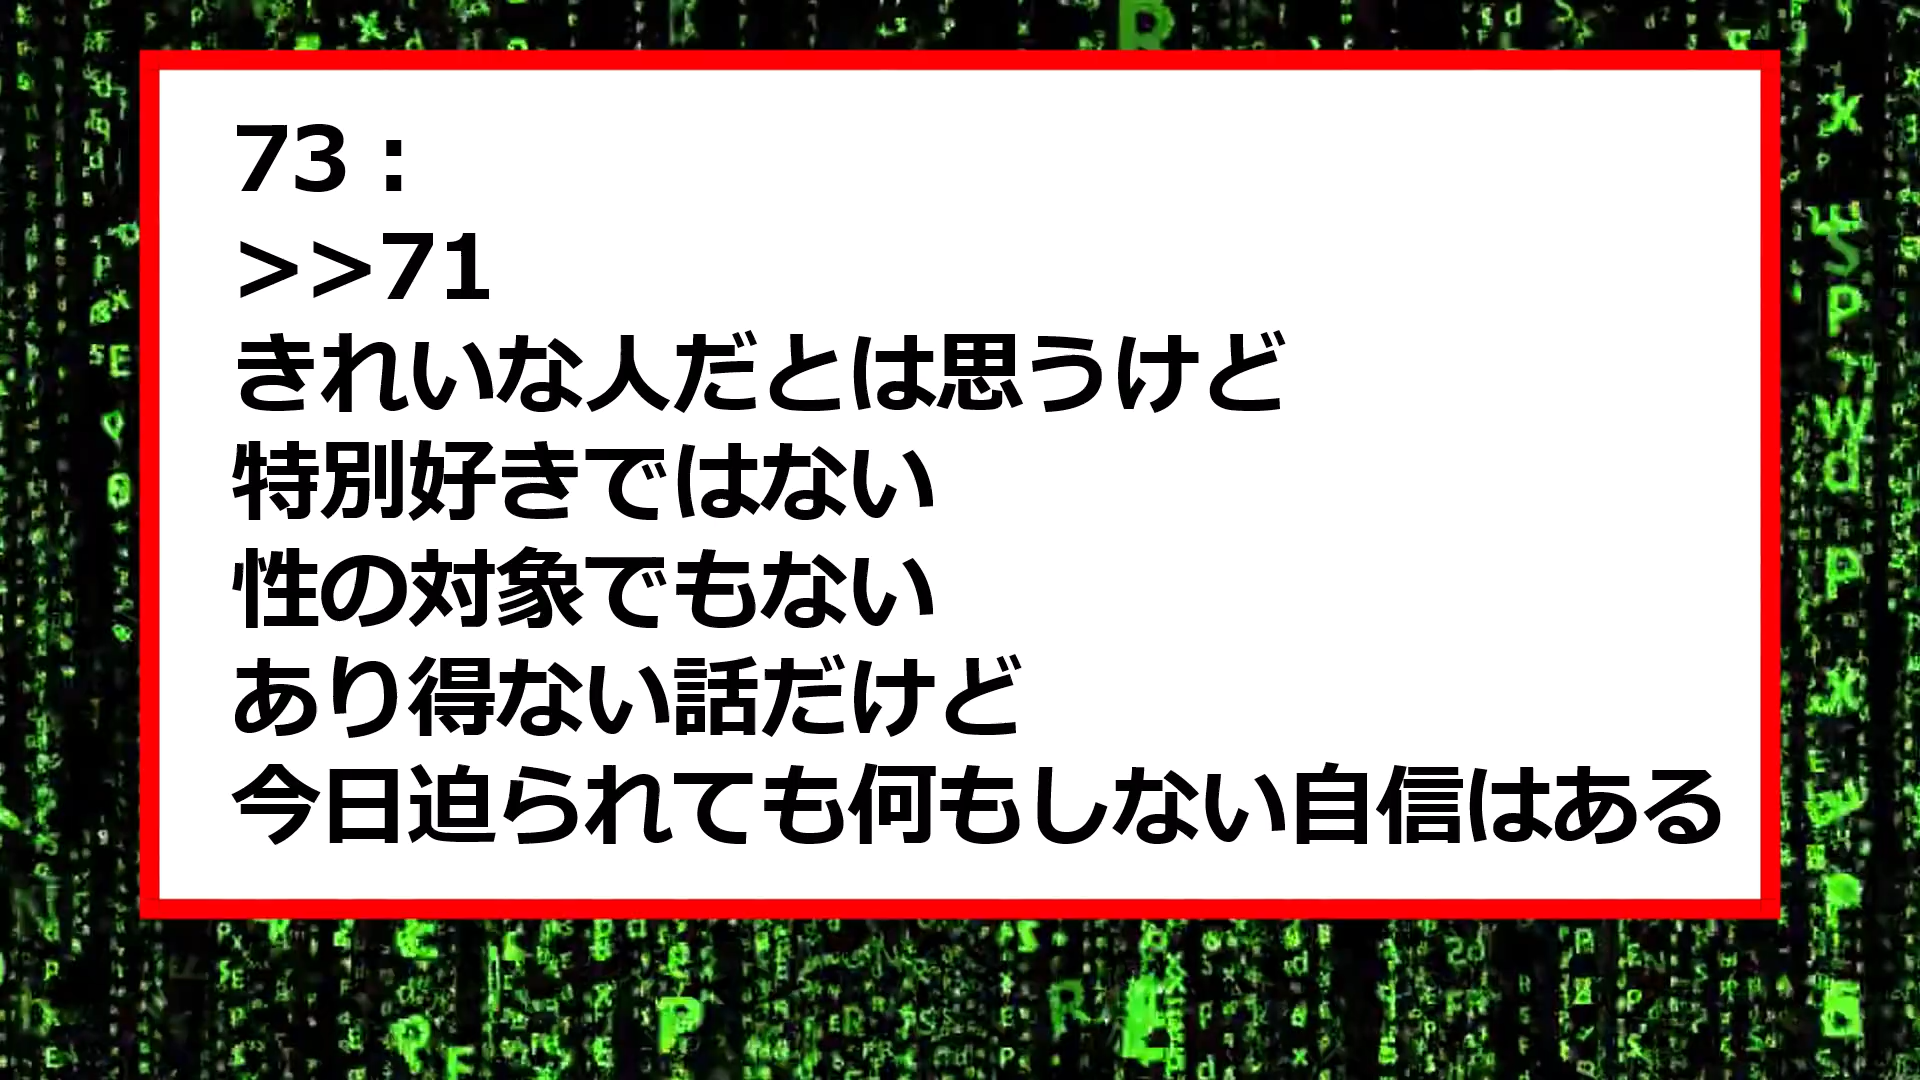 73：
>>71
きれいな人だとは思うけど
特別好きではない
性の対象でもない
あり得ない話だけど
今日迫られても何もしない自信はある